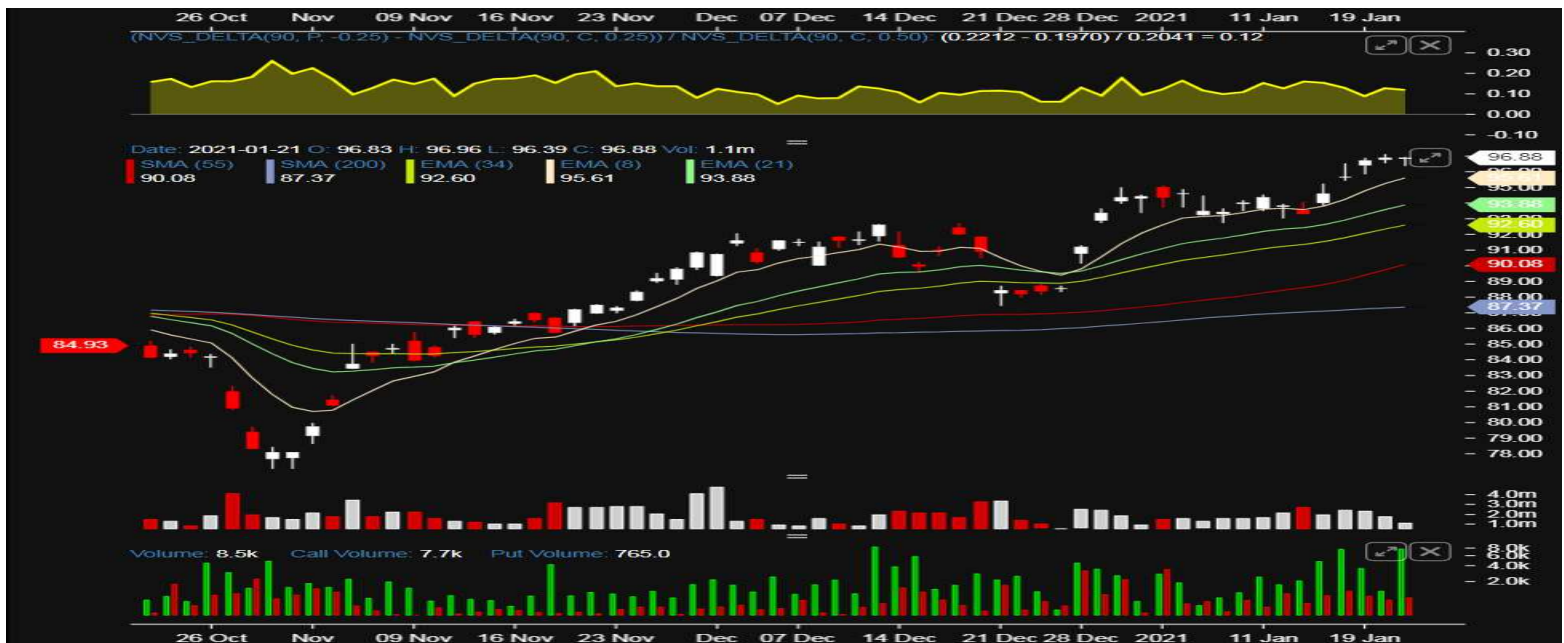 26 Oct Nov 09 Nov 16 Nov 23 Nov Dec 07 Dec 14 Dec 21 Dec 28 Dec 2021 11 Jan 19 Jan
(NVS_DELTA(90, P, -0.25) - NVS_DELTA(90, C, 0.25)) / NVS_DELTA(90, C, 0.50): (0.2212 - 0.1970) / 0.2041 = 0.12
0.30
0.20
0.10
0.00
-0.10
Date: 2021-01-21 O: 96.83 H: 96.96 L: 96.39 C: 96.88 Vol: 1.1m
SMA (55) SMA (200) EMA (34) EMA (8) EMA (21)
90.08 87.37 92.60 95.61 93.88
96.88
95.61
95.00
93.88
92.60
92.00
91.00
90.08
89.00
88.00
87.37
86.00
84.93
85.00
84.00
83.00
82.00
81.00
80.00
79.00
78.00
4.0m
3.0m
2.0m
1.0m
Volume: 8.5k Call Volume: 7.7k Put Volume: 765.0
8.0k
6.0k
4.0k
2.0k
26 Oct Nov 09 Nov 16 Nov 23 Nov Dec 07 Dec 14 Dec 21 Dec 28 Dec 2021 11 Jan 19 Jan